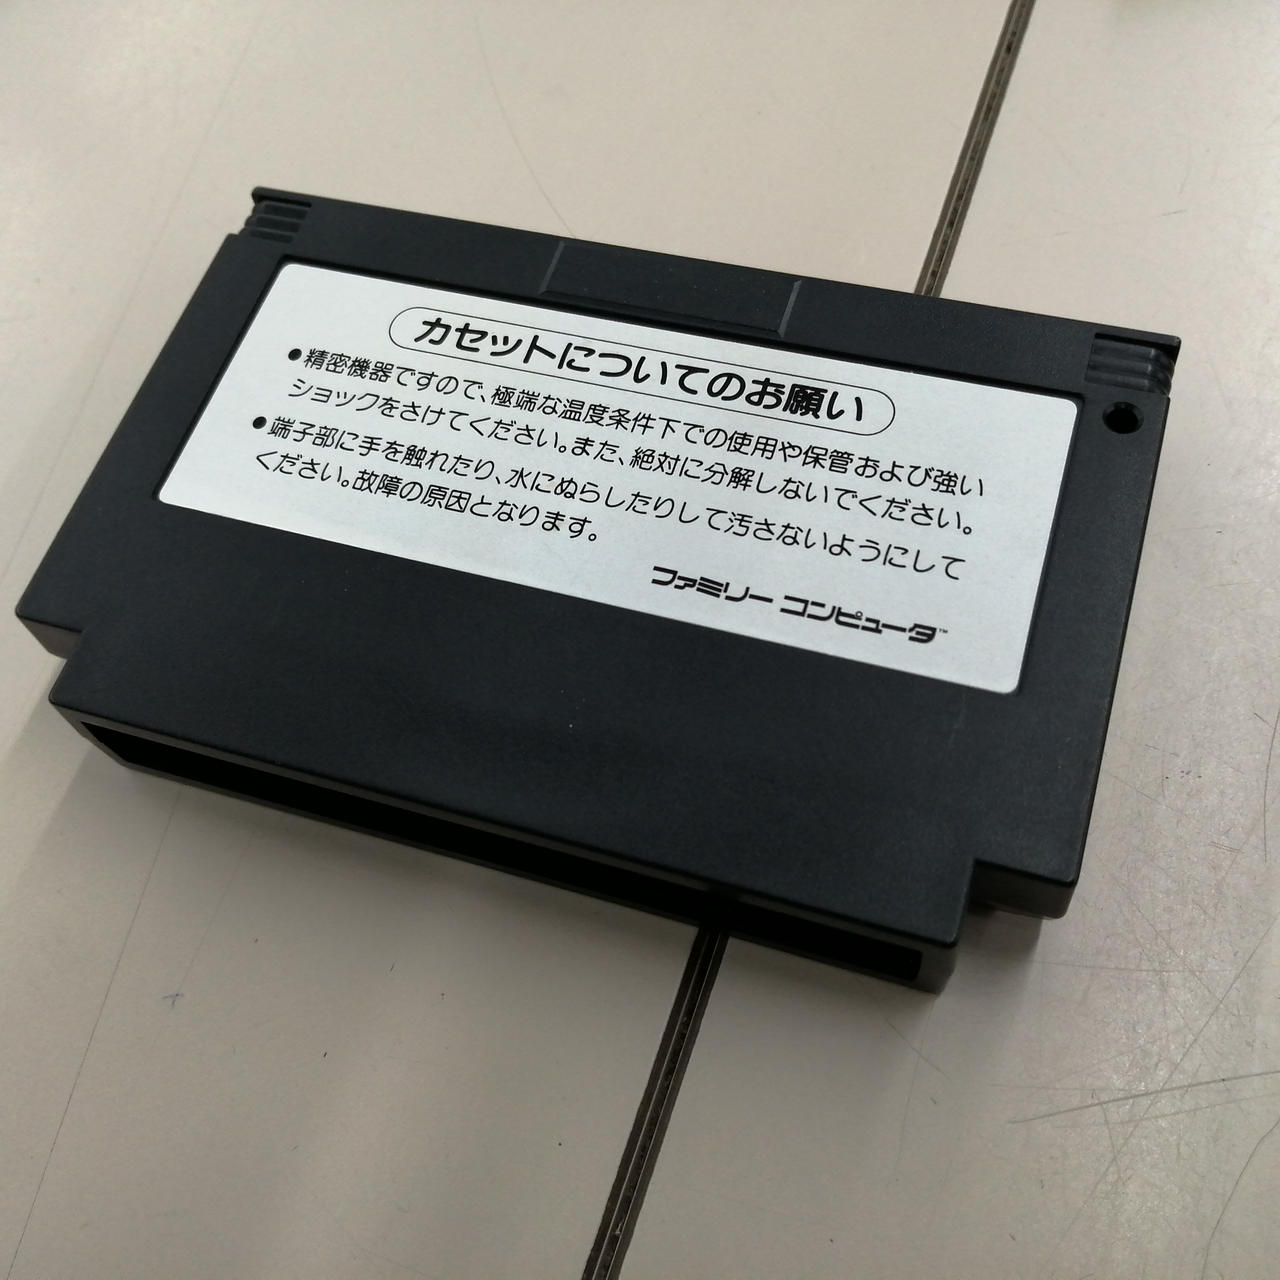 カセットについてのお願い
●精密機器ですので、極端な温度条件下での使用や保管および強い
ショックをさけてください。また、絶対に分解しないでください。
●端子部に手を触れたり、水にぬらしたりして汚さないようにして
ください。故障の原因となります。
ファミリー コンピュータ™